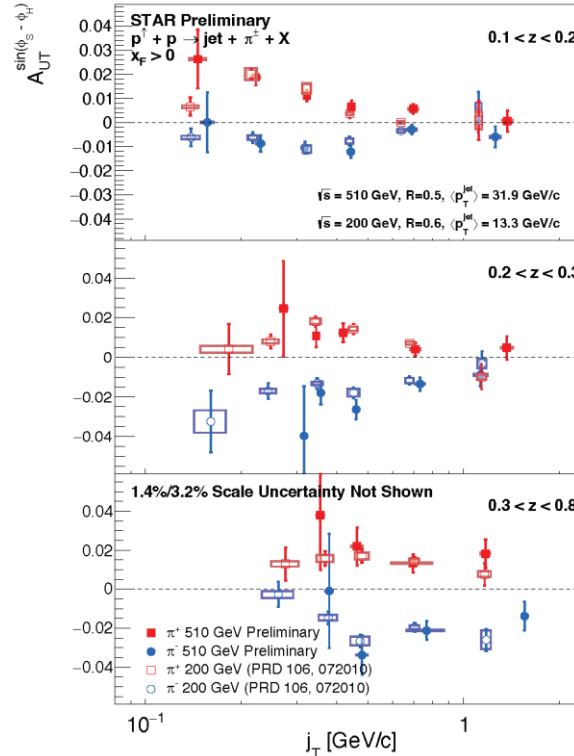 STAR Preliminary
p↑ + p → jet + π± + X
x_F > 0
0.1 < z < 0.2
sin(ϕ_S - ϕ_H)
A_UT
0.04
0.03
0.02
0.01
0
-0.01
-0.02
-0.03
-0.04
√s = 510 GeV, R=0.5, ⟨p_T^jet⟩ = 31.9 GeV/c
√s = 200 GeV, R=0.6, ⟨p_T^jet⟩ = 13.3 GeV/c
0.2 < z < 0.3
0.04
0.02
0
-0.02
-0.04
1.4%/3.2% Scale Uncertainty Not Shown
0.3 < z < 0.8
0.04
0.02
0
-0.02
-0.04
π+ 510 GeV Preliminary
π- 510 GeV Preliminary
π+ 200 GeV (PRD 106, 072010)
π- 200 GeV (PRD 106, 072010)
10⁻¹
1
j_T [GeV/c]